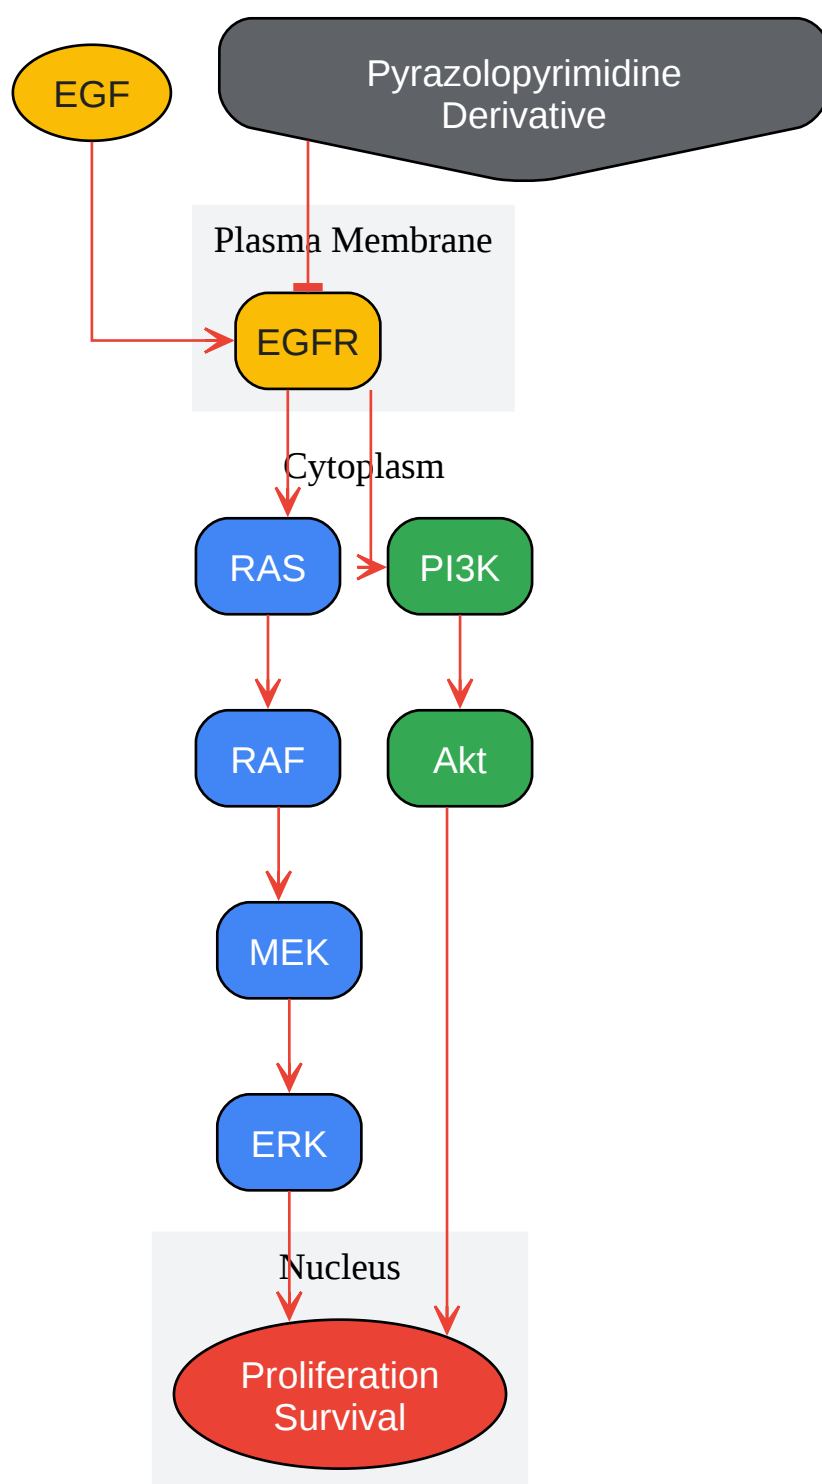 EGF
Pyrazolopyrimidine
Derivative
Plasma Membrane
EGFR
Cytoplasm
RAS
PI3K
RAF
Akt
MEK
ERK
Nucleus
Proliferation
Survival